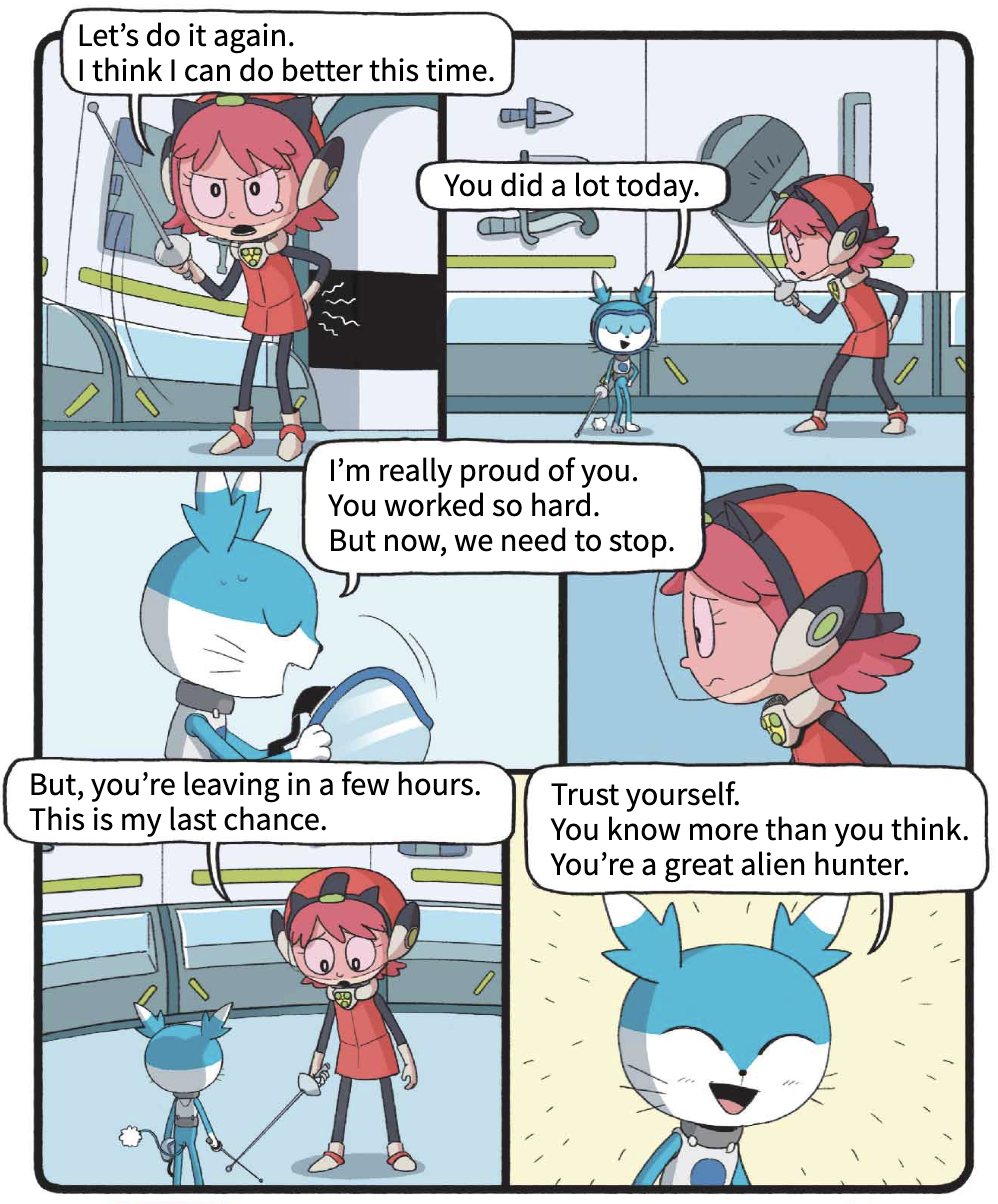 Let's do it again.
I think I can do better this time.
You did a lot today.
I'm really proud of you.
You worked so hard.
But now, we need to stop.
But, you're leaving in a few hours.
This is my last chance.
Trust yourself.
You know more than you think.
You're a great alien hunter.